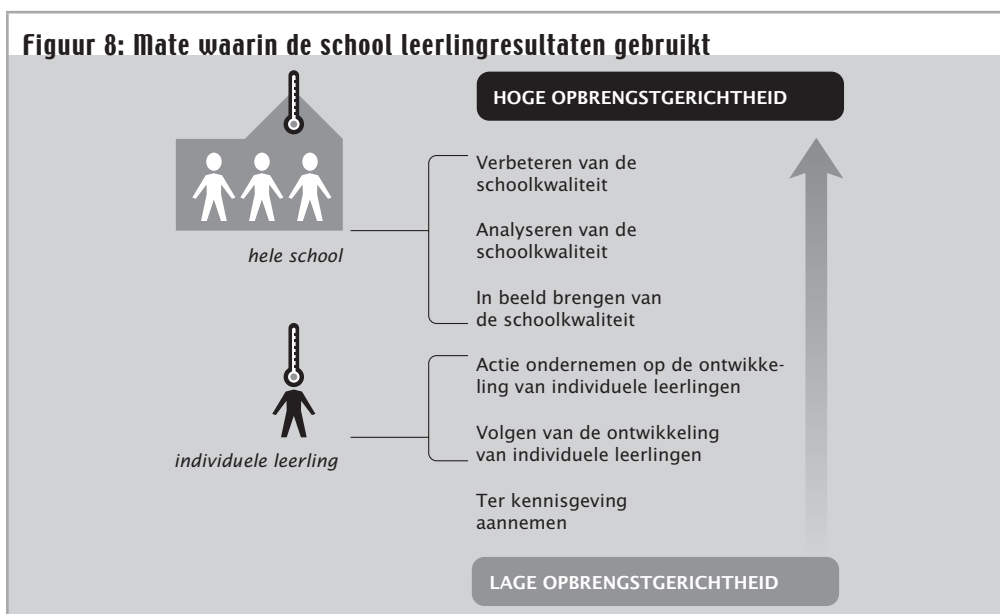 Figuur 8: Mate waarin de school leerlingresultaten gebruikt
HOGE OPBRENGSTGERICHTHEID
Verbeteren van de
schoolkwaliteit
Analyseren van de
schoolkwaliteit
hele school
In beeld brengen van
de schoolkwaliteit
Actie ondernemen op de ontwikke-
ling van individuele leerlingen
Volgen van de ontwikkeling
van individuele leerlingen
individuele leerling
Ter kennisgeving
aannemen
LAGE OPBRENGSTGERICHTHEID